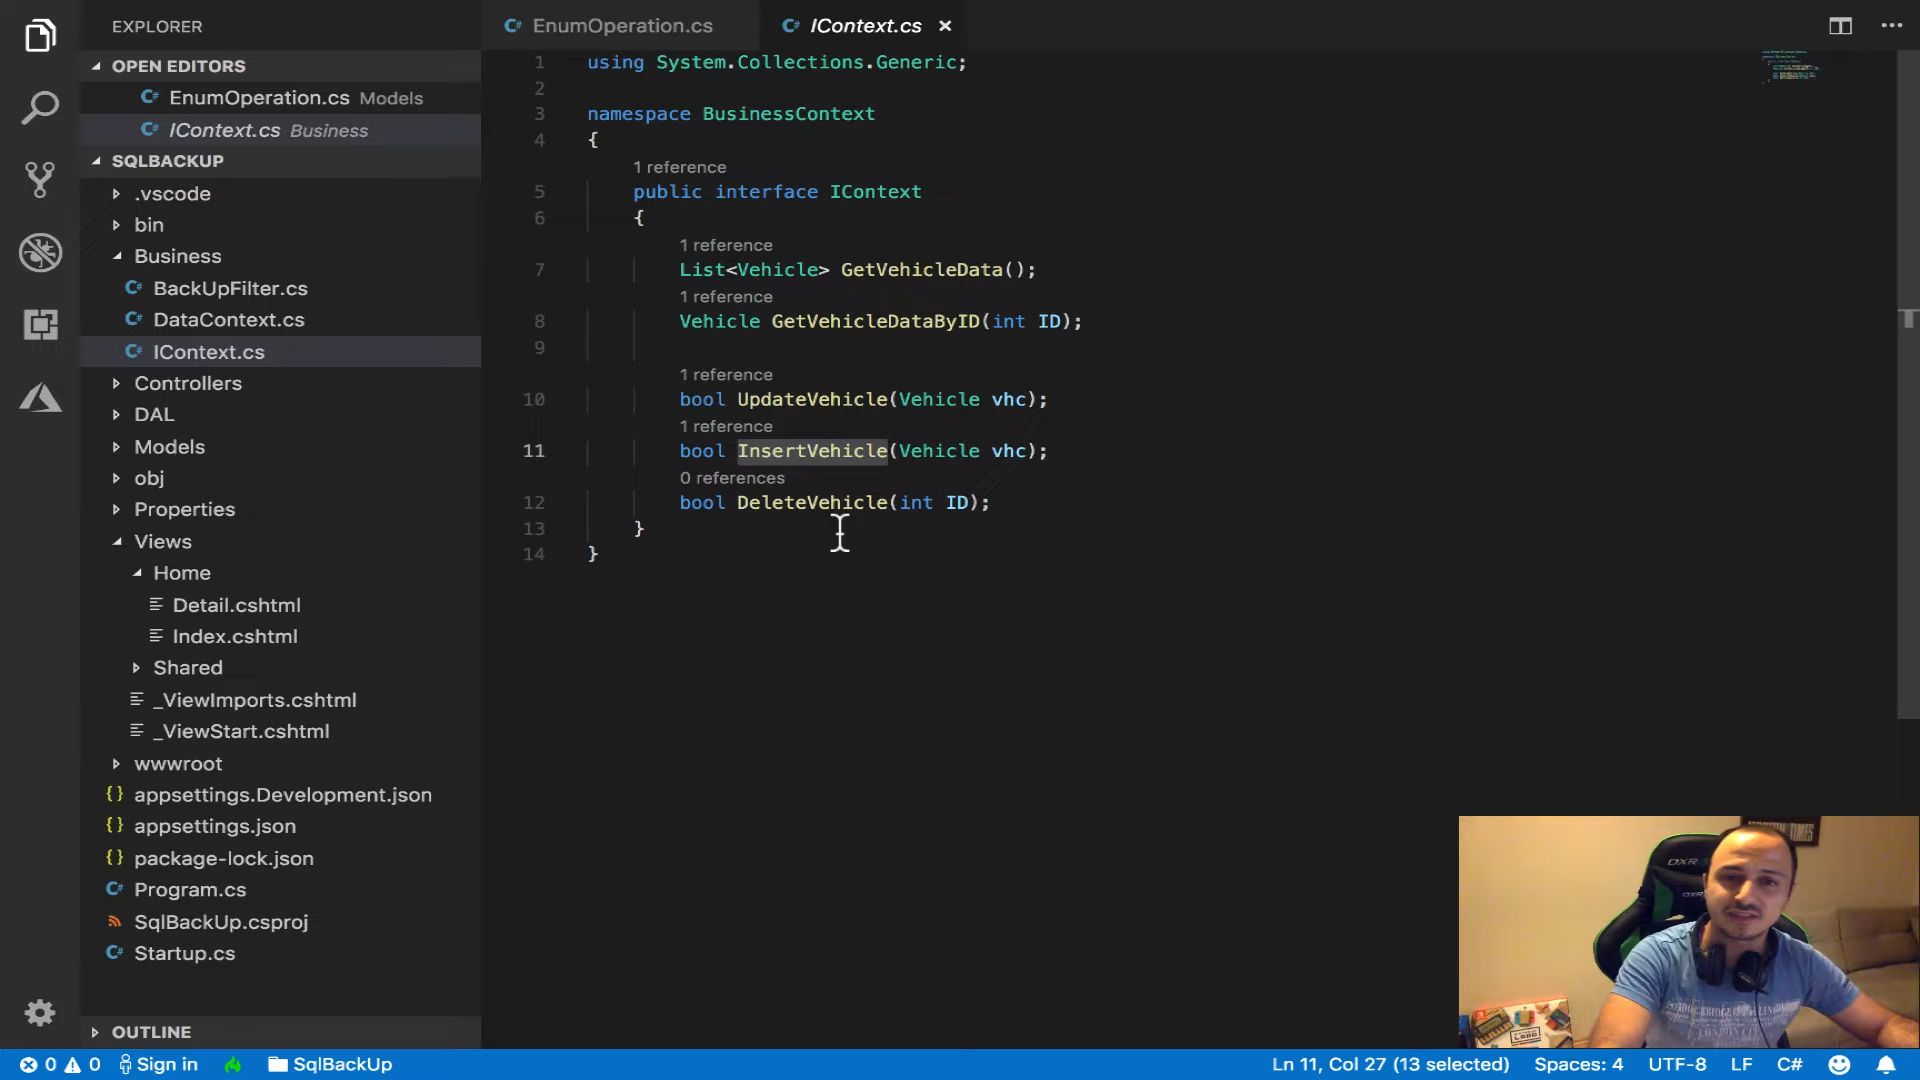 EXPLORER
OPEN EDITORS
EnumOperation.cs Models
IContext.cs Business
SQLBACKUP
.vscode
bin
Business
BackUpFilter.cs
DataContext.cs
IContext.cs
Controllers
DAL
Models
obj
Properties
Views
Home
Detail.cshtml
Index.cshtml
Shared
_ViewImports.cshtml
_ViewStart.cshtml
wwwroot
appsettings.Development.json
appsettings.json
package-lock.json
Program.cs
SqlBackUp.csproj
Startup.cs
OUTLINE
EnumOperation.cs
IContext.cs
1 using System.Collections.Generic;
2
3 namespace BusinessContext
4 {
1 reference
5 public interface IContext
6 {
1 reference
7 List<Vehicle> GetVehicleData();
1 reference
8 Vehicle GetVehicleDataByID(int ID);
9
1 reference
10 bool UpdateVehicle(Vehicle vhc);
1 reference
11 bool InsertVehicle(Vehicle vhc);
0 references
12 bool DeleteVehicle(int ID);
13 }
14 }
0 0 Sign in SqlBackUp
Ln 11, Col 27 (13 selected) Spaces: 4 UTF-8 LF C#